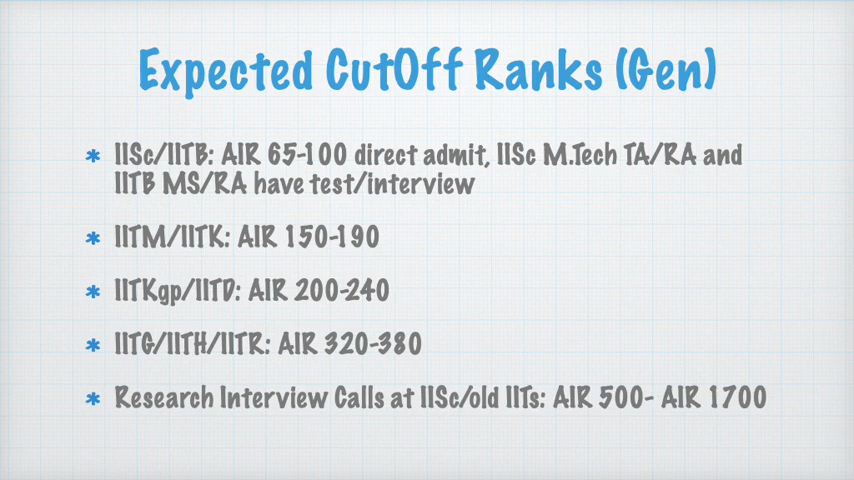 Expected CutOff Ranks (Gen)
* IISc/IITB: AIR 65-100 direct admit, IISc M.Tech TA/RA and
IITB MS/RA have test/interview
* IITM/IITK: AIR 150-190
* IITKgp/IITD: AIR 200-240
* IITG/IITH/IITR: AIR 320-380
* Research Interview Calls at IISc/old IITs: AIR 500- AIR 1700